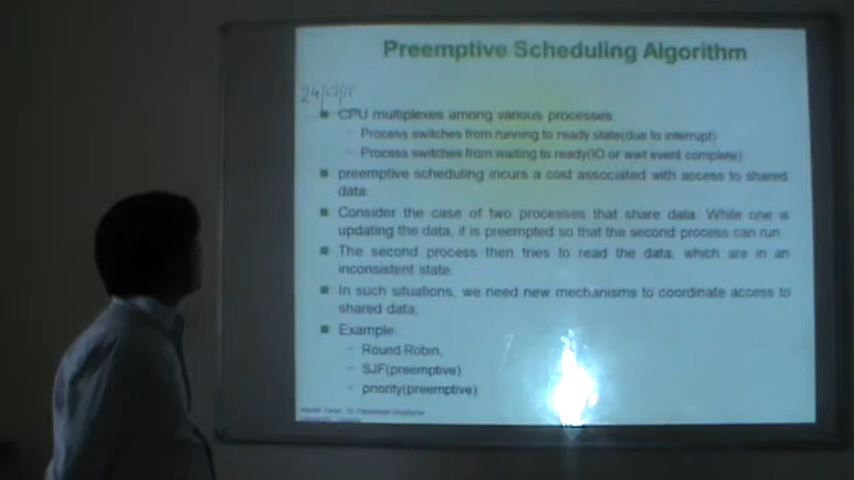 Preemptive Scheduling Algorithm
CPU multiplexes among various processes.
Process switches from running to ready state(due to interrupt)
Process switches from waiting to ready(IO or wait event complete)
preemptive scheduling incurs a cost associated with access to shared
data.
Consider the case of two processes that share data. While one is
updating the data, it is preempted so that the second process can run.
The second process then tries to read the data, which are in an
inconsistent state.
In such situations, we need new mechanisms to coordinate access to
shared data;
Example:
Round Robin,
SJF(preemptive)
priority(preemptive)